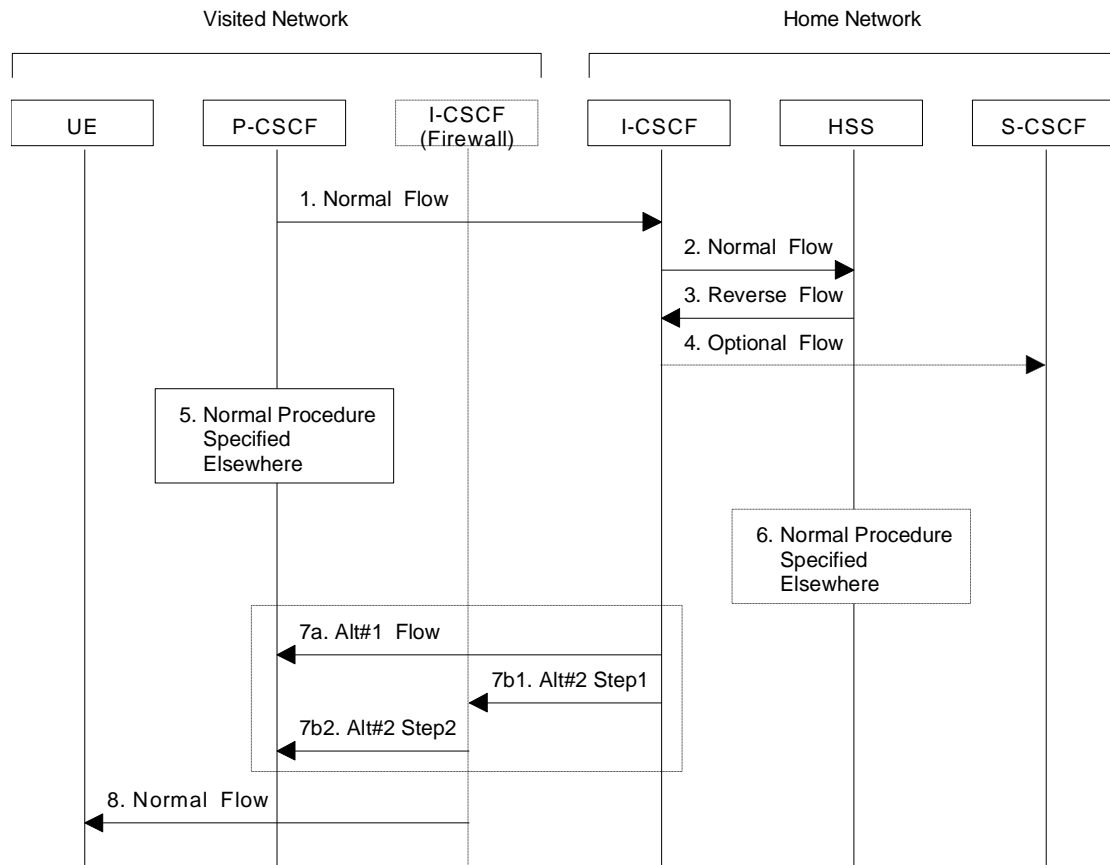 Visited Network
Home Network
UE
P-CSCF
I-CSCF
(Firewall)
I-CSCF
HSS
S-CSCF
1. Normal Flow
2. Normal Flow
3. Reverse Flow
4. Optional Flow
5. Normal Procedure
Specified
Elsewhere
6. Normal Procedure
Specified
Elsewhere
7a. Alt#1 Flow
7b1. Alt#2 Step1
7b2. Alt#2 Step2
8. Normal Flow